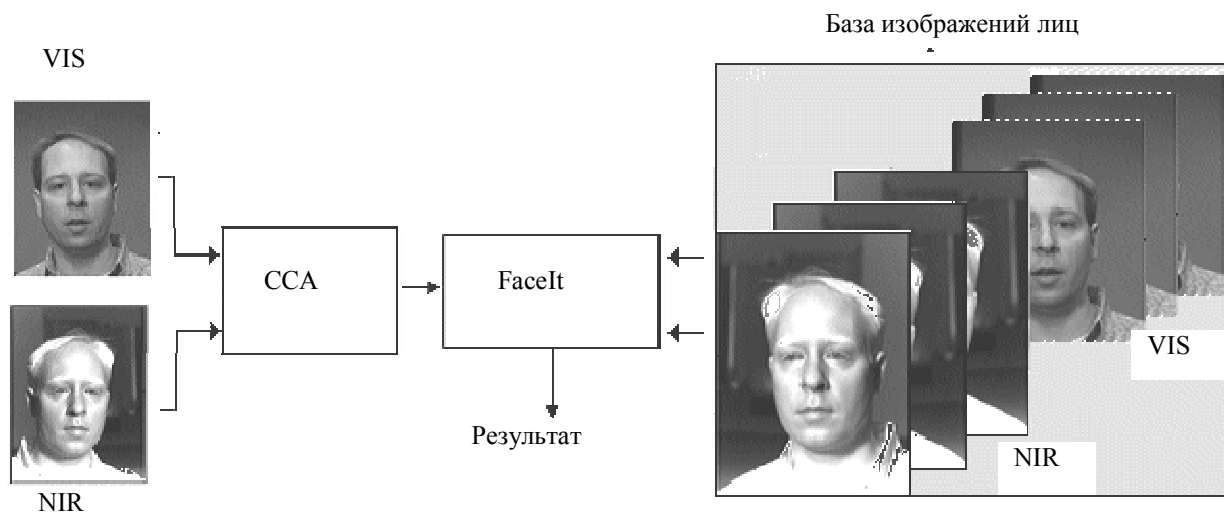 База изображений лиц
VIS
CCA
FaceIt
VIS
Результат
NIR
NIR